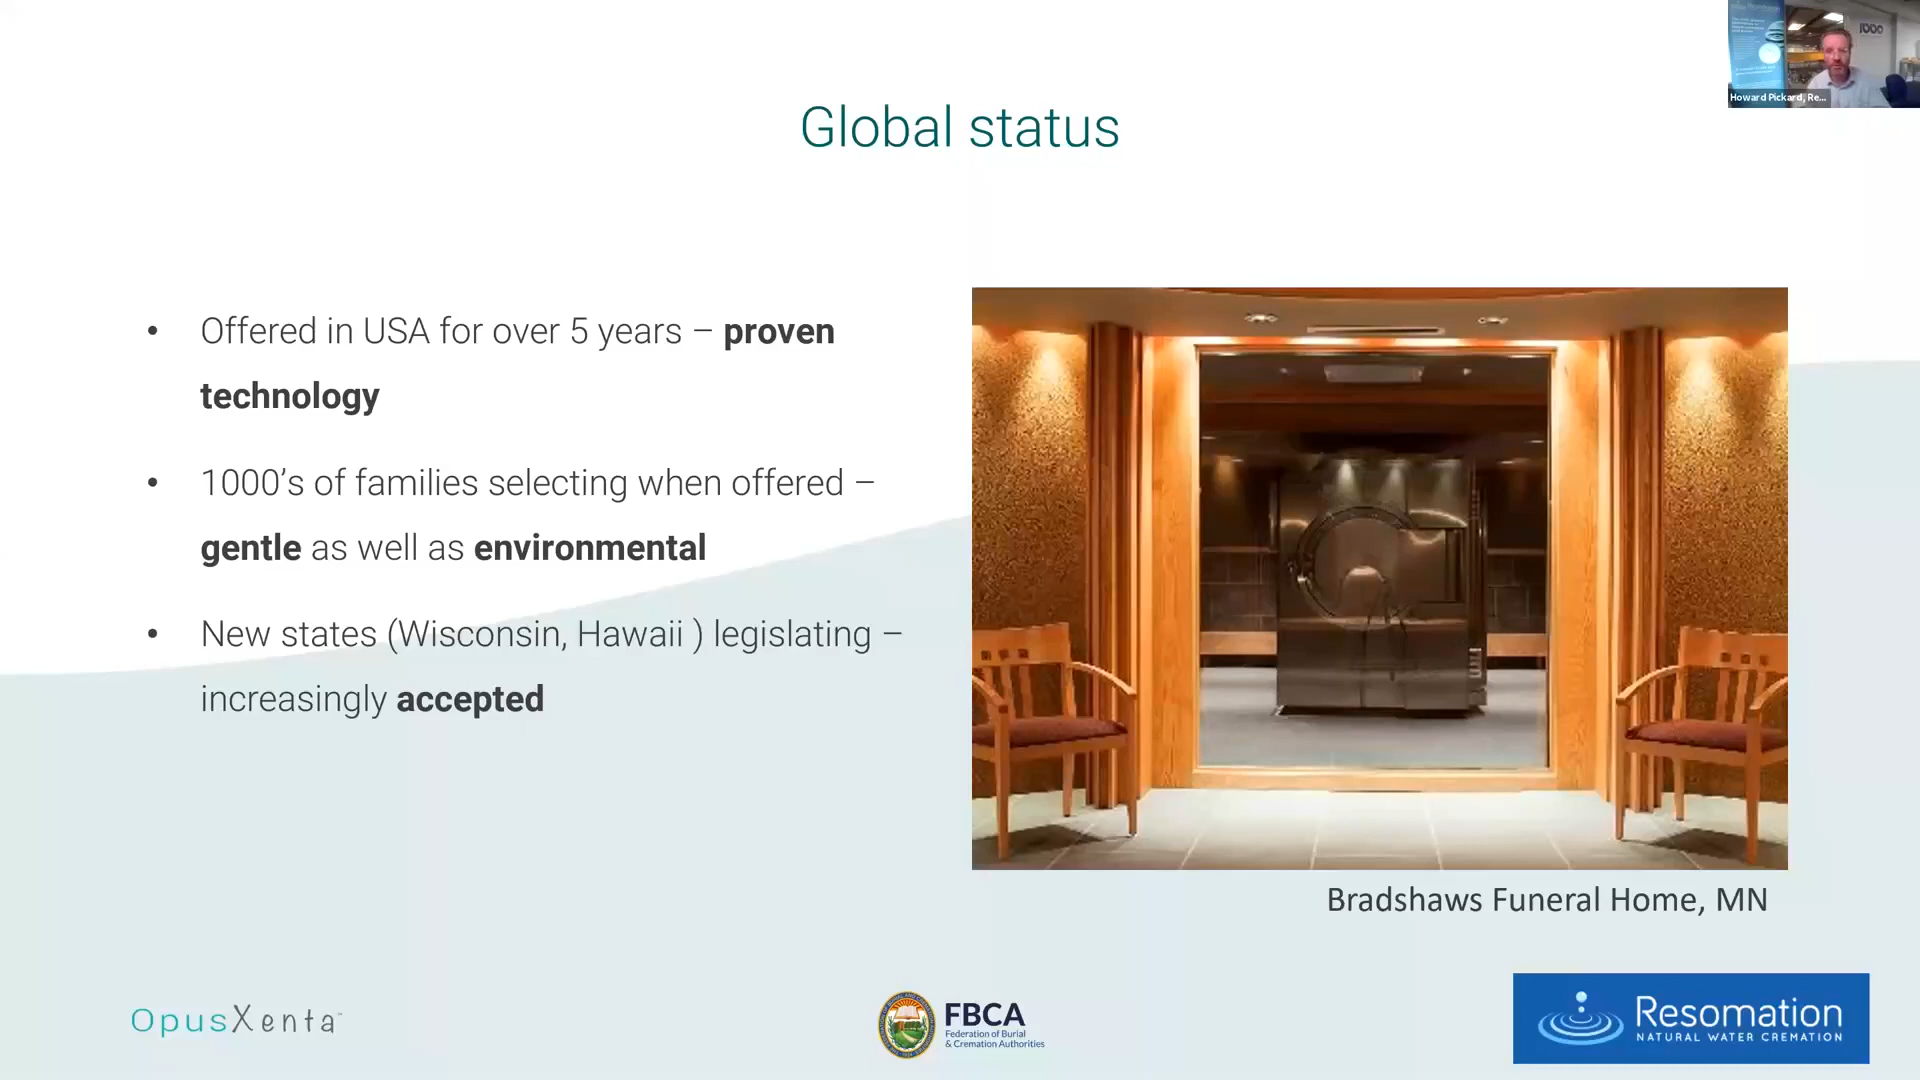 Howard Pickard, Re...
Global status
• Offered in USA for over 5 years – proven
technology
• 1000’s of families selecting when offered –
gentle as well as environmental
• New states (Wisconsin, Hawaii ) legislating –
increasingly accepted
Bradshaws Funeral Home, MN
OpusXenta™
FBCA
Federation of Burial
& Cremation Authorities
Resomation
NATURAL WATER CREMATION